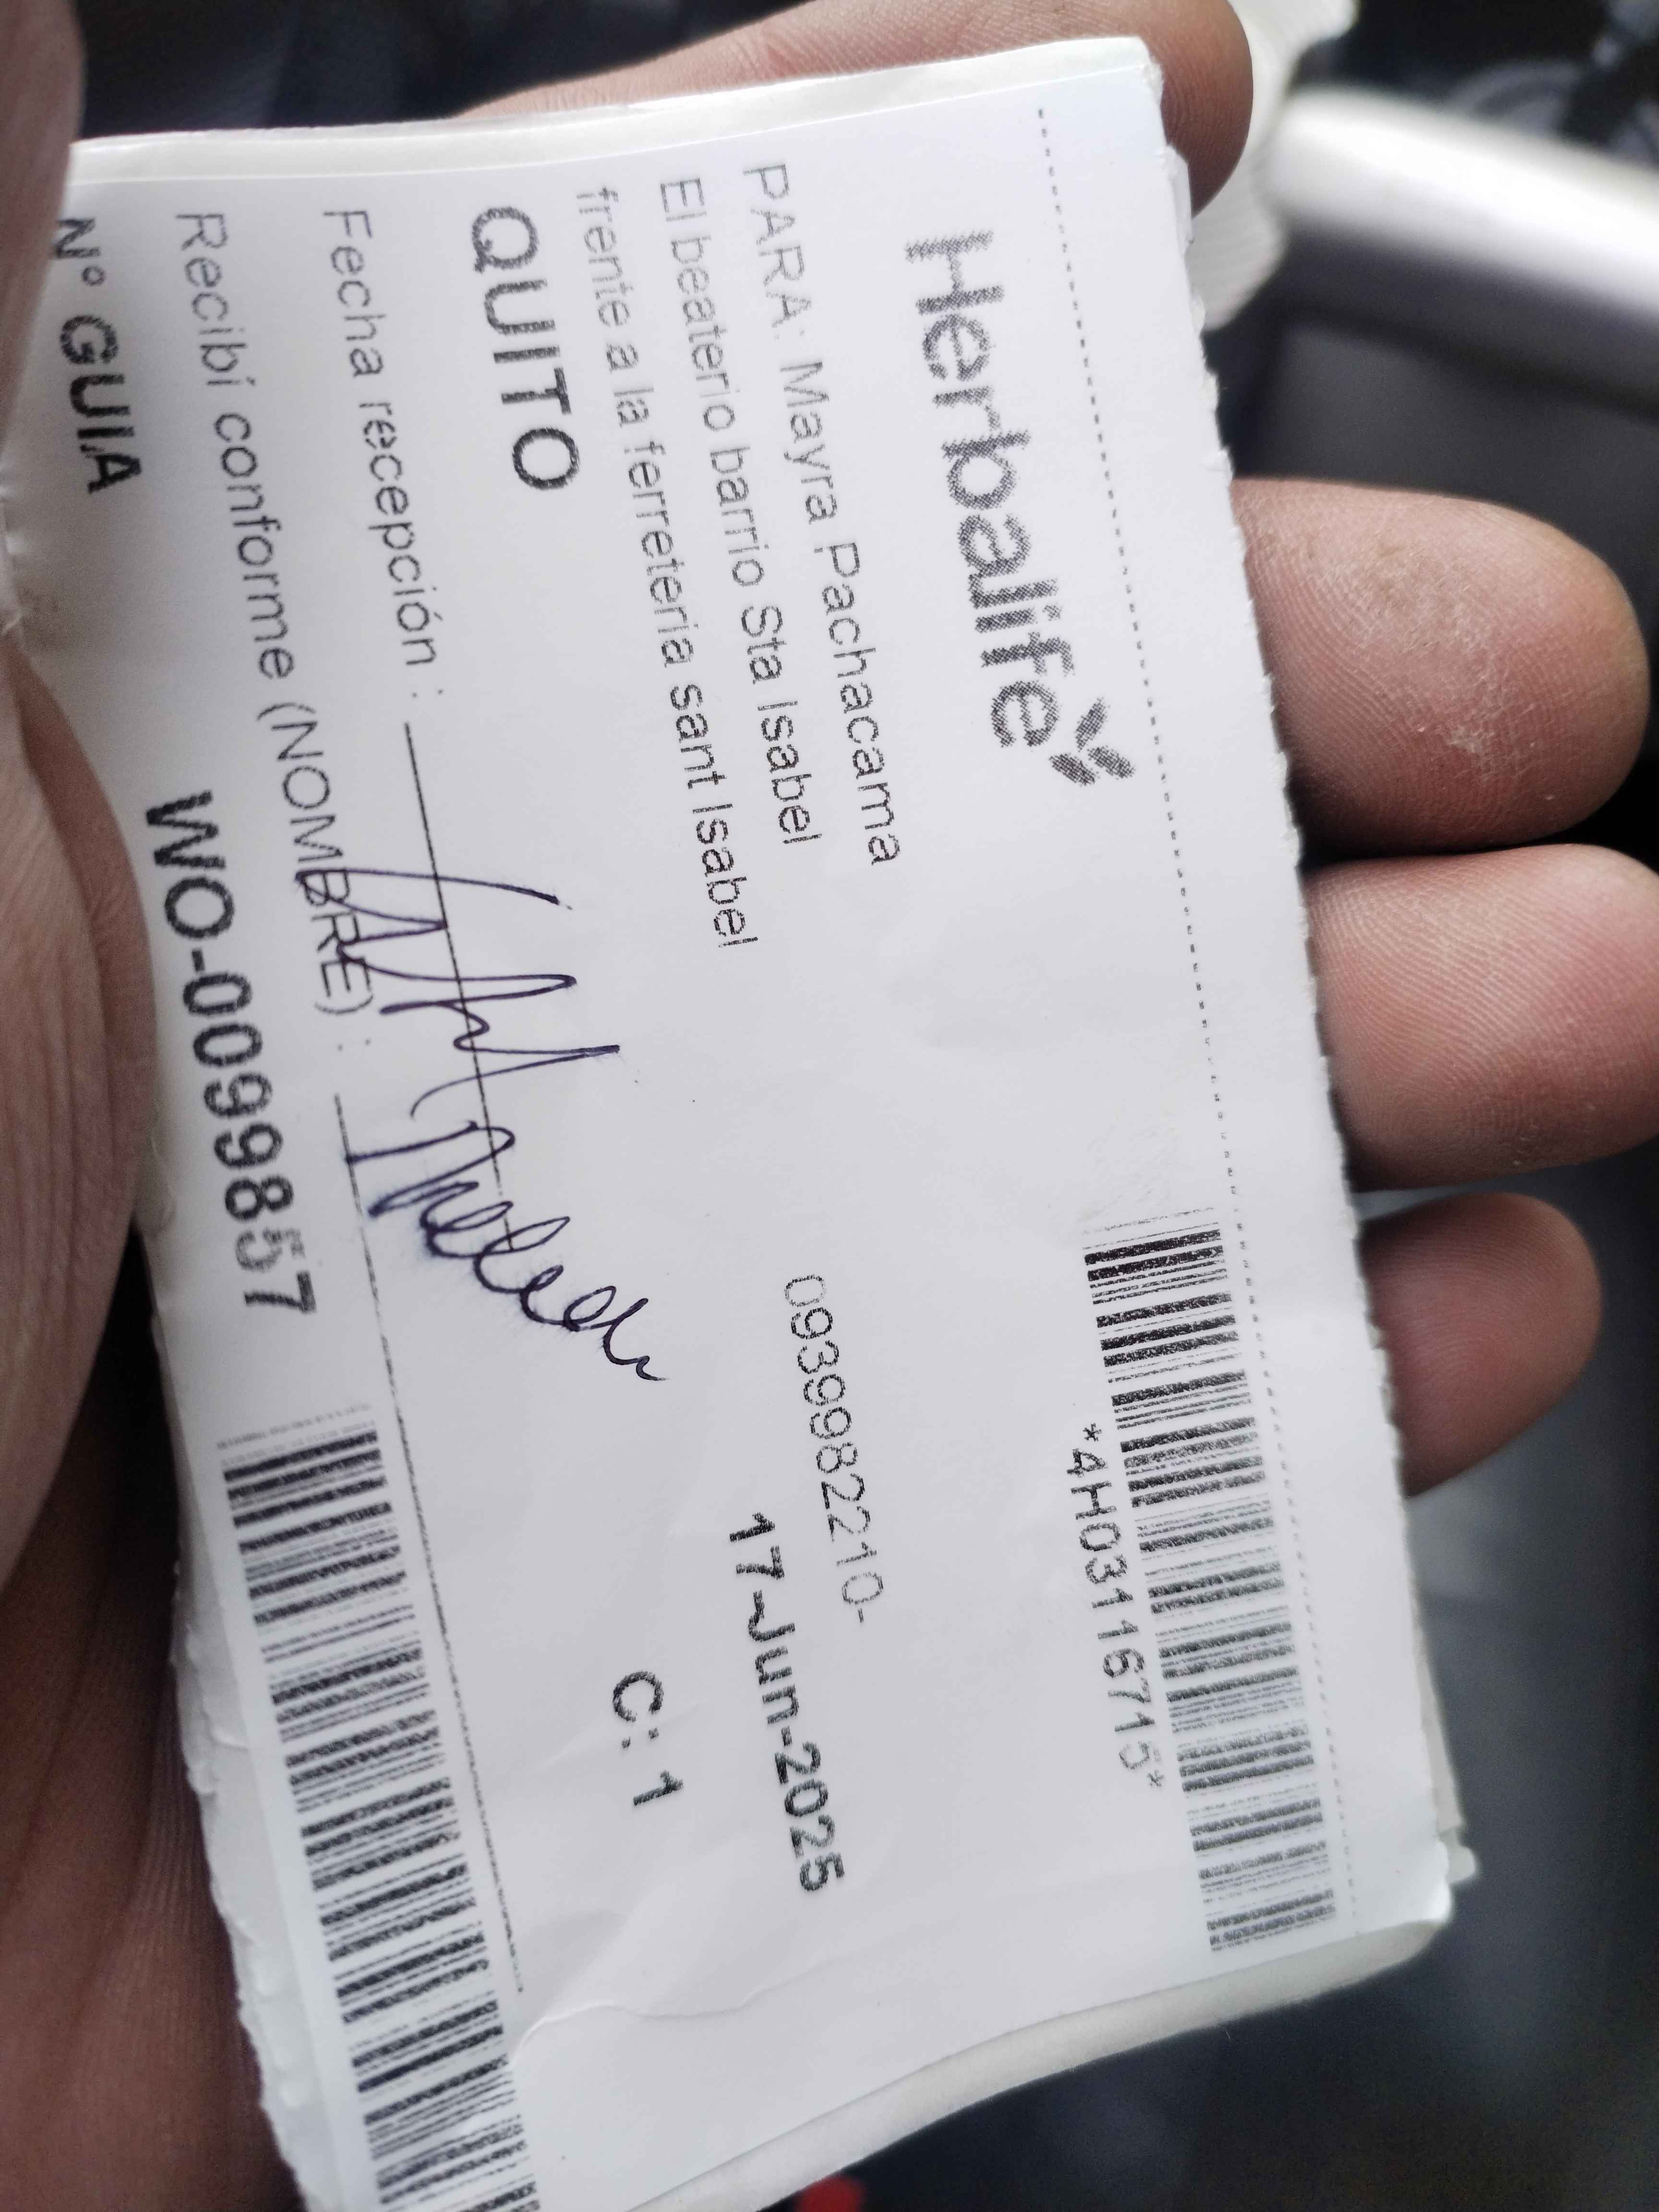 *4H03116715*
Herbalife
PARA: Mayra Pachacama
0939982210-
El beaterio barrio Sta Isabel
frente a la ferreteria sant Isabel
17-Jun-2025
QUITO
C: 1
Fecha recepción :
Recibí conforme (NOMBRE) :
N° GUIA WO-0099857